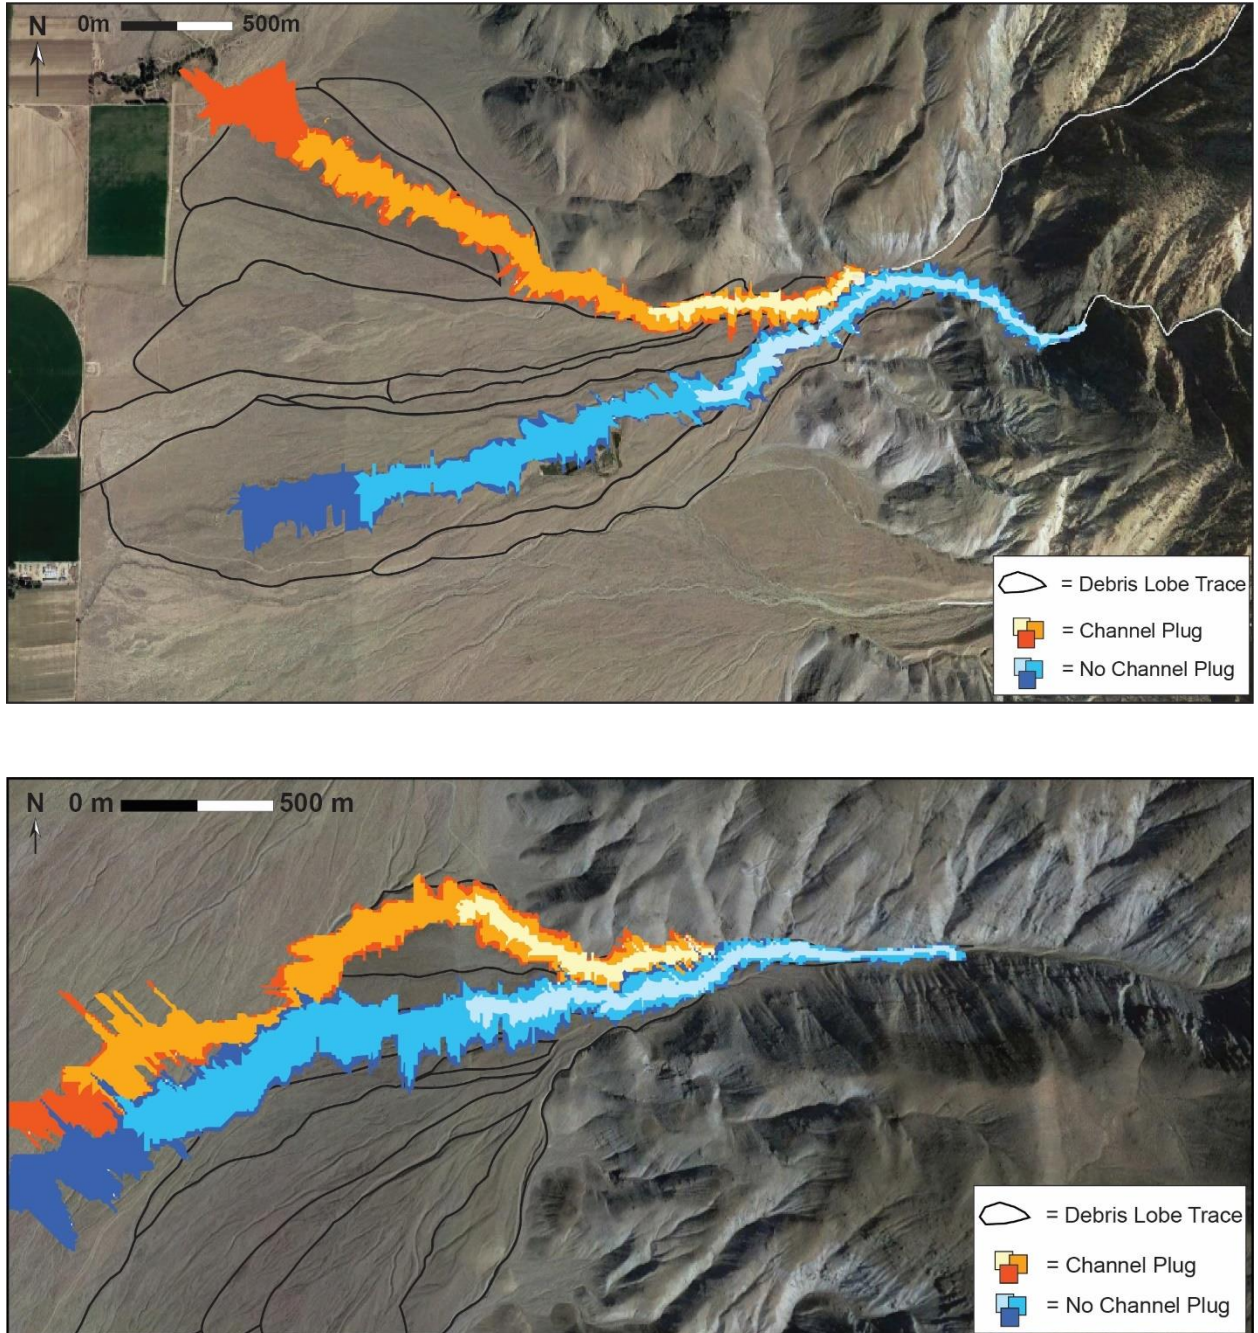 0m 500m
N
= Debris Lobe Trace
= Channel Plug
= No Channel Plug
N 0 m 500 m
= Debris Lobe Trace
= Channel Plug
= No Channel Plug